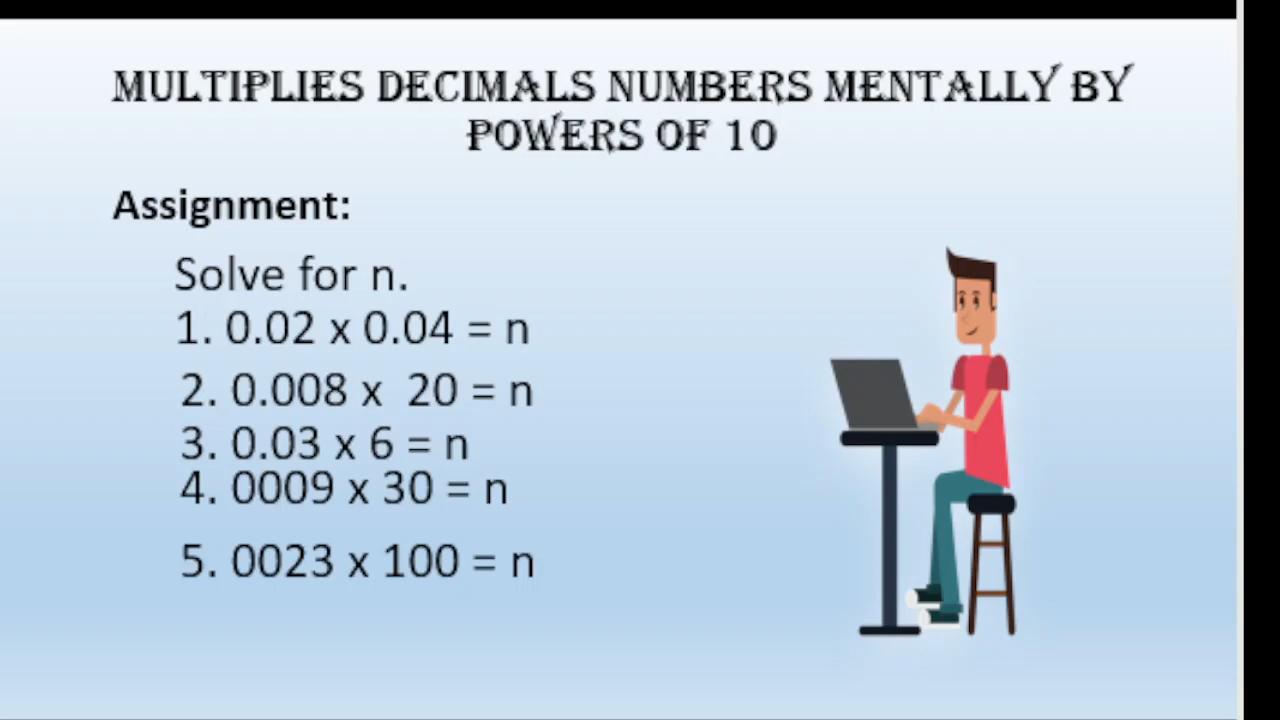 MULTIPLIES DECIMALS NUMBERS MENTALLY BY
POWERS OF 10
Assignment:
Solve for n.
1. 0.02 x 0.04 = n
2. 0.008 x  20 = n
3. 0.03 x 6 = n
4. 0009 x 30 = n
5. 0023 x 100 = n